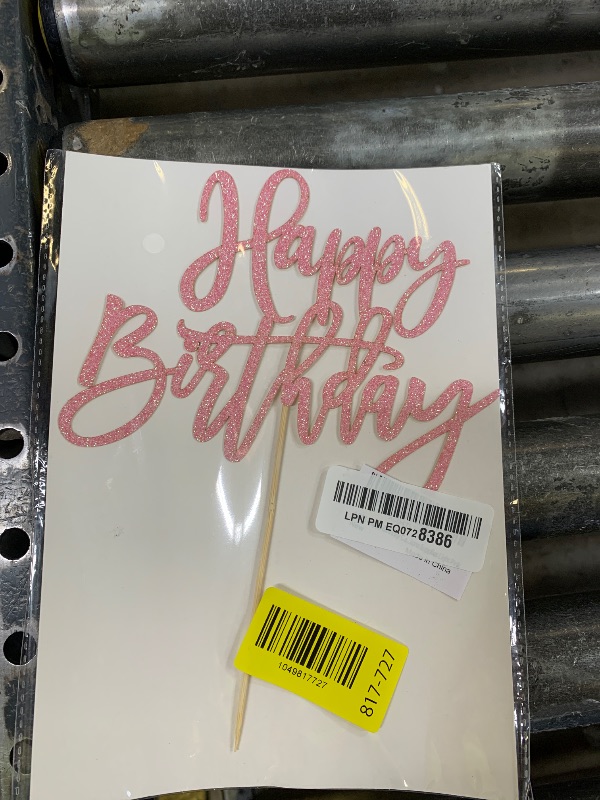 Happy
Birthday
LPN PM EQ0728386
in China
1049817727
817-727